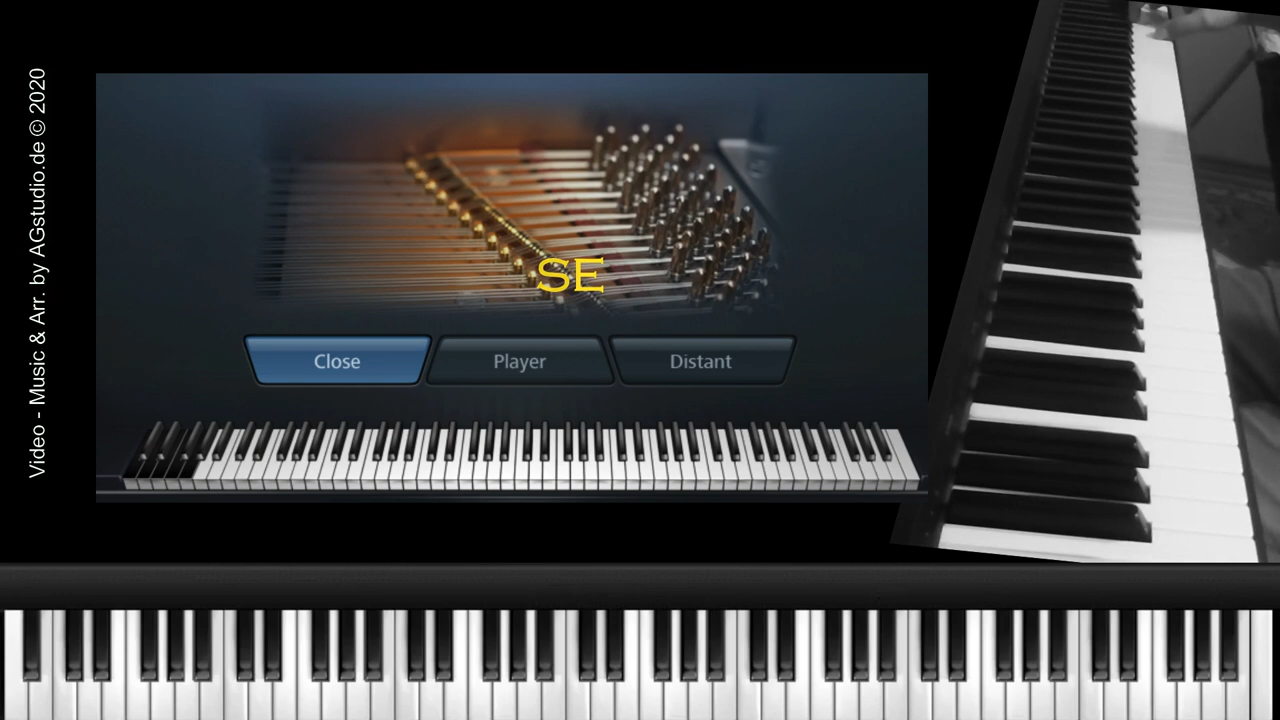 Video - Music & Arr. by AGstudio.de © 2020
SE
Close
Player
Distant